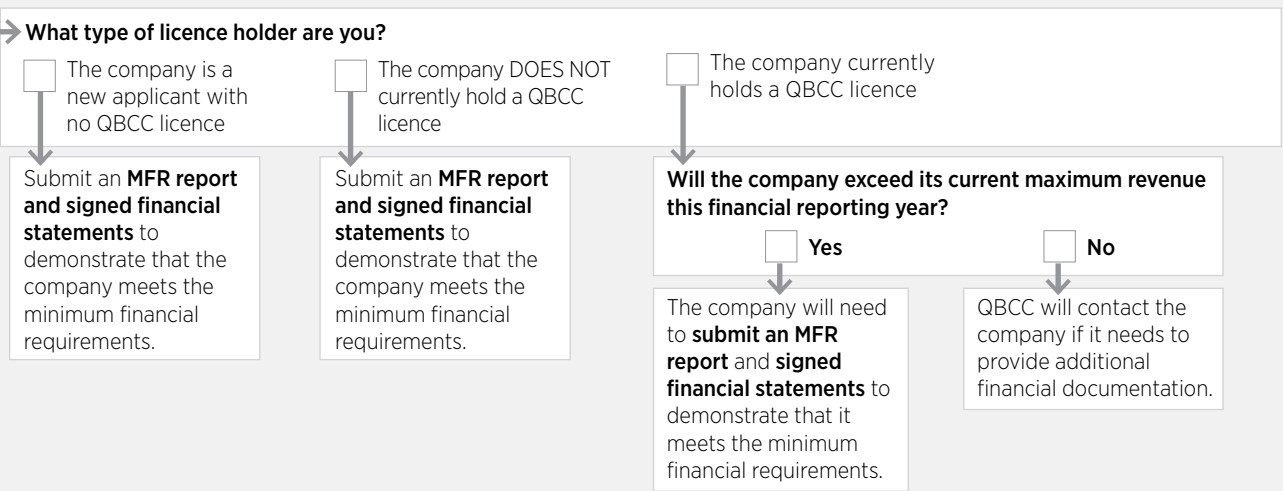 What type of licence holder are you?
The company is a
new applicant with
no QBCC licence
The company DOES NOT
currently hold a QBCC
licence
The company currently
holds a QBCC licence
Submit an MFR report
and signed financial
statements to
demonstrate that the
company meets the
minimum financial
requirements.
Submit an MFR report
and signed financial
statements to
demonstrate that the
company meets the
minimum financial
requirements.
Will the company exceed its current maximum revenue
this financial reporting year?
Yes
No
The company will need
to submit an MFR
report and signed
financial statements to
demonstrate that it
meets the minimum
financial requirements.
QBCC will contact the
company if it needs to
provide additional
financial documentation.